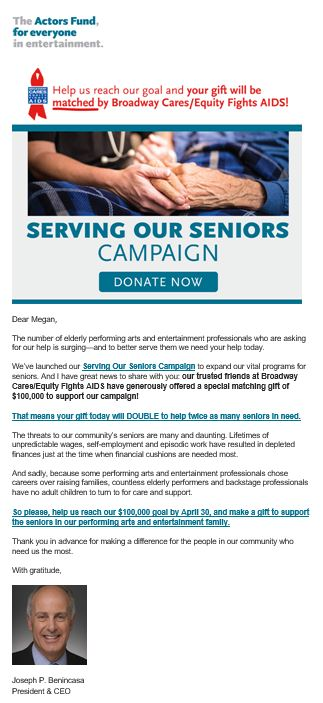 The Actors Fund,
for everyone
in entertainment.
Help us reach our goal and your gift will be
matched by Broadway Cares/Equity Fights AIDS!
BROADWAY
CARES
EQUITY
FIGHTS
AIDS
SERVING OUR SENIORS
CAMPAIGN
DONATE NOW
Dear Megan,
The number of elderly performing arts and entertainment professionals who are asking
for our help is surging—and to better serve them we need your help today.
We've launched our Serving Our Seniors Campaign to expand our vital programs for
seniors. And I have great news to share with you: our trusted friends at Broadway
Cares/Equity Fights AIDS have generously offered a special matching gift of
$100,000 to support our campaign!
That means your gift today will DOUBLE to help twice as many seniors in need.
The threats to our community's seniors are many and daunting. Lifetimes of
unpredictable wages, self-employment and episodic work have resulted in depleted
finances just at the time when financial cushions are needed most.
And sadly, because some performing arts and entertainment professionals chose
careers over raising families, countless elderly performers and backstage professionals
have no adult children to turn to for care and support.
So please, help us reach our $100,000 goal by April 30, and make a gift to support
the seniors in our performing arts and entertainment family.
Thank you in advance for making a difference for the people in our community who
need us the most.
With gratitude,
Joseph P. Benincasa
President & CEO